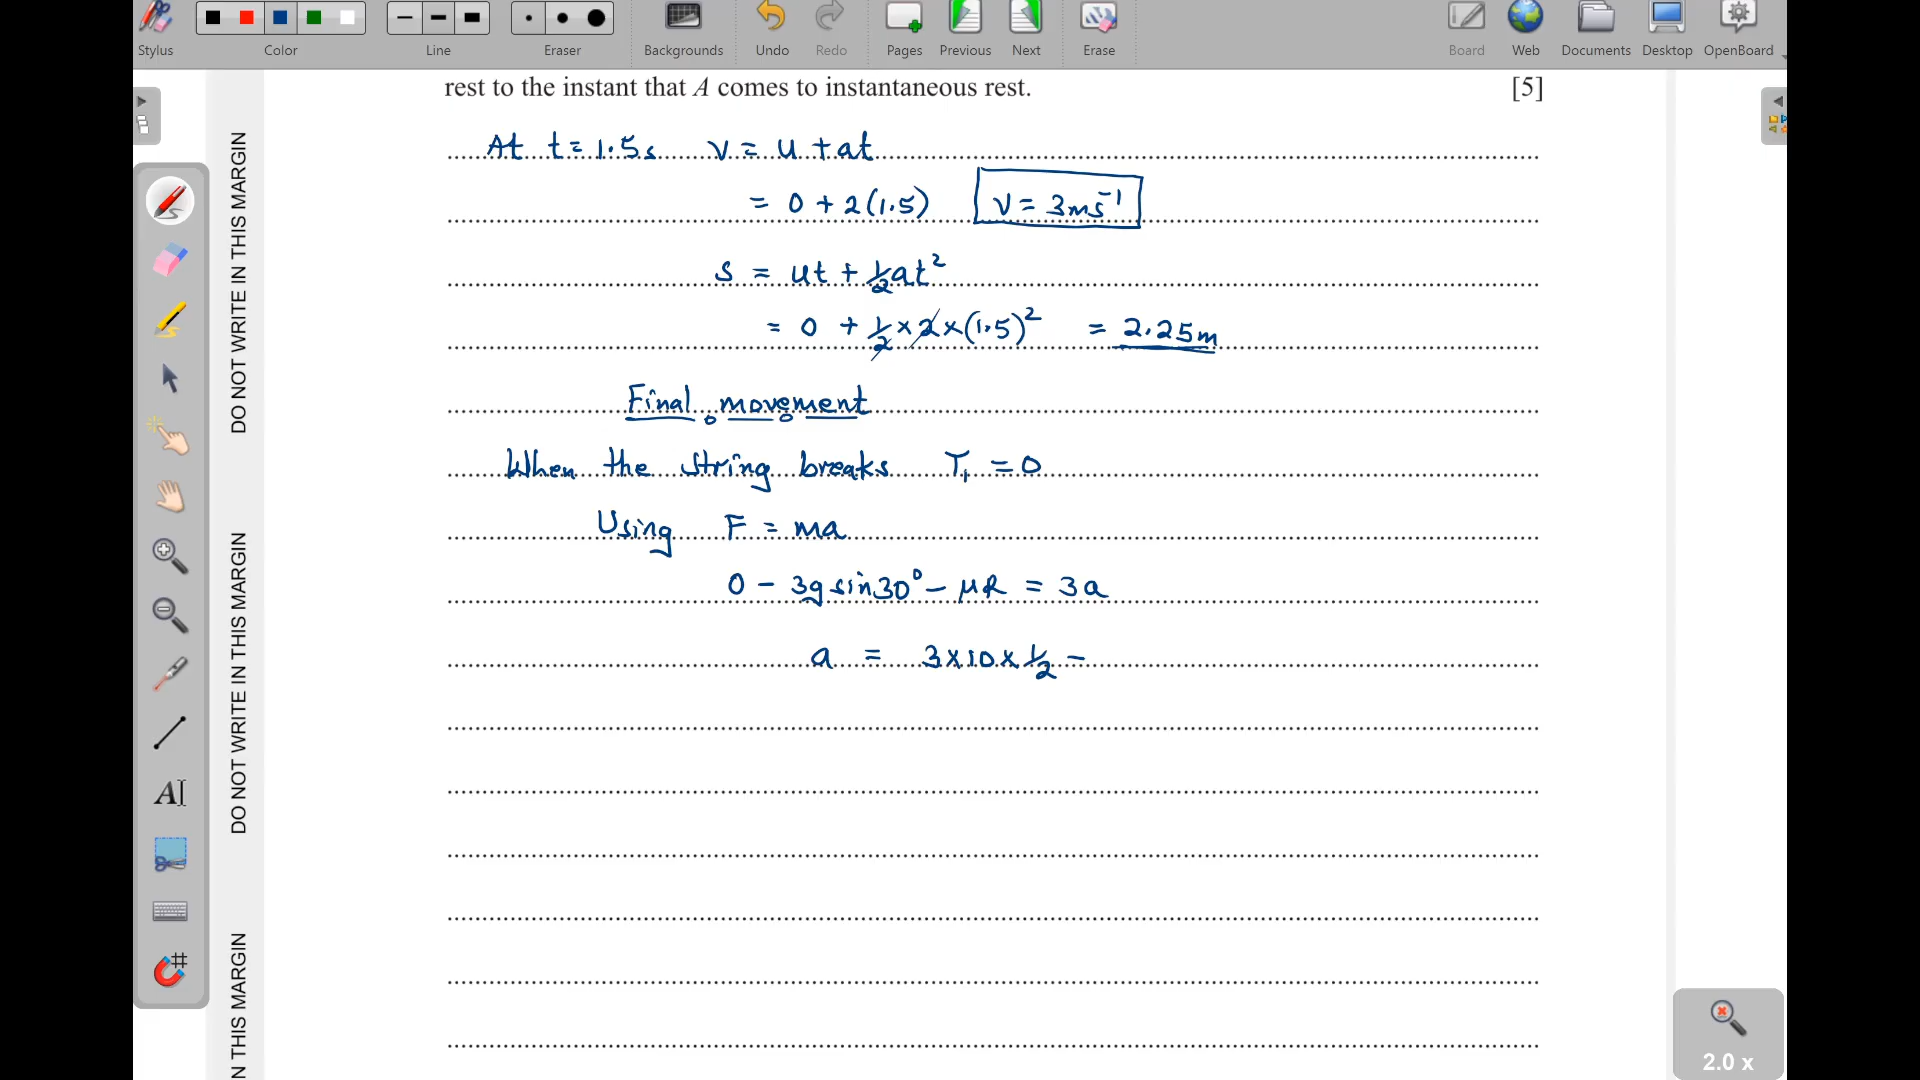 Stylus Color Line Eraser Backgrounds Undo Redo Pages Previous Next Erase Board Web Documents Desktop OpenBoard
rest to the instant that A comes to instantaneous rest. [5]
At t = 1.5s v = u + at
= 0 + 2(1.5) v = 3ms⁻¹
s = ut + ½at²
= 0 + ½ × 2 × (1.5)² = 2.25m
Final movement
When the string breaks T₁ = 0
Using F = ma
0 - 3g sin30° - μR = 3a
a = 3×10×½ -
DO NOT WRITE IN THIS MARGIN
DO NOT WRITE IN THIS MARGIN
N THIS MARGIN
AI
2.0 x